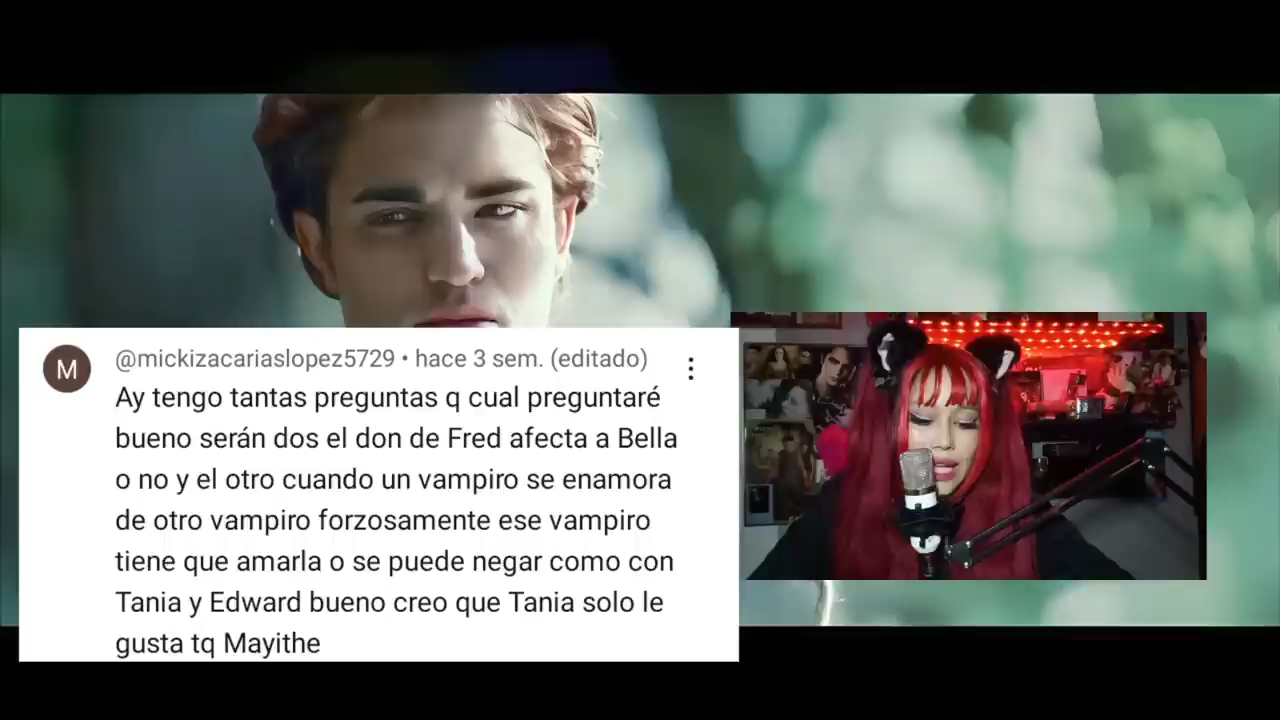 M
@mickizacariaslopez5729 • hace 3 sem. (editado)
Ay tengo tantas preguntas q cual preguntaré
bueno serán dos el don de Fred afecta a Bella
o no y el otro cuando un vampiro se enamora
de otro vampiro forzosamente ese vampiro
tiene que amarla o se puede negar como con
Tania y Edward bueno creo que Tania solo le
gusta tq Mayithe